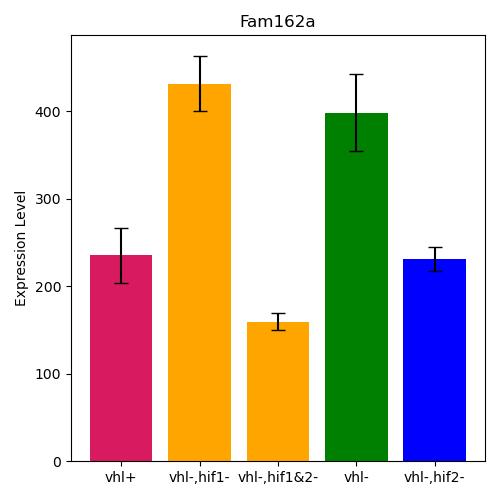 Fam162a
Expression Level
400
300
200
100
0
vhl+ vhl-,hif1- vhl-,hif1&2- vhl- vhl-,hif2-